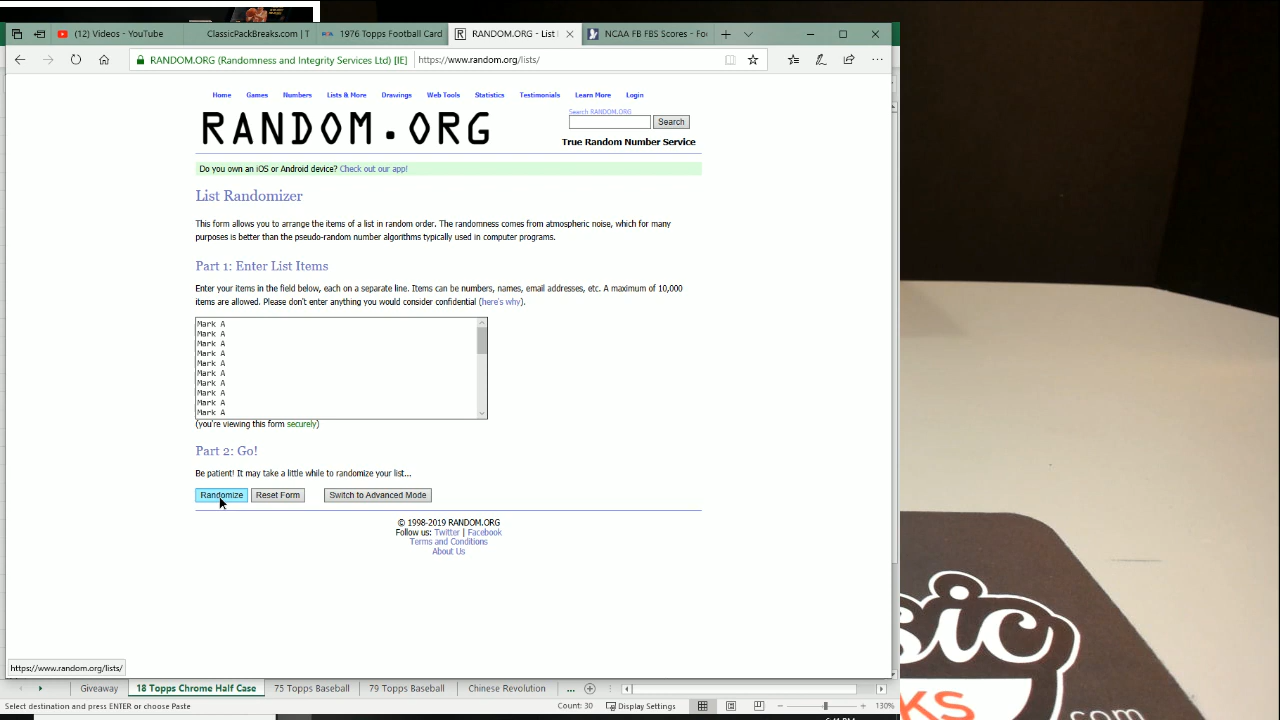 (12) Videos - YouTube
ClassicPackBreaks.com | T
1976 Topps Football Card
RANDOM.ORG - List
NCAA FB FBS Scores - Foo
RANDOM.ORG (Randomness and Integrity Services Ltd) [IE]
https://www.random.org/lists/
Home Games Numbers Lists & More Drawings Web Tools Statistics Testimonials Learn More Login
Search RANDOM.ORG
RANDOM.ORG
Search
True Random Number Service
Do you own an iOS or Android device? Check out our app!
List Randomizer
This form allows you to arrange the items of a list in random order. The randomness comes from atmospheric noise, which for many
purposes is better than the pseudo-random number algorithms typically used in computer programs.
Part 1: Enter List Items
Enter your items in the field below, each on a separate line. Items can be numbers, names, email addresses, etc. A maximum of 10,000
items are allowed. Please don't enter anything you would consider confidential (here's why).
Mark A
Mark A
Mark A
Mark A
Mark A
Mark A
Mark A
Mark A
Mark A
Mark A
(you're viewing this form securely)
Part 2: Go!
Be patient! It may take a little while to randomize your list...
Randomize Reset Form Switch to Advanced Mode
© 1998-2019 RANDOM.ORG
Follow us: Twitter | Facebook
Terms and Conditions
About Us
https://www.random.org/lists/
Giveaway 18 Topps Chrome Half Case 75 Topps Baseball 79 Topps Baseball Chinese Revolution ...
Select destination and press ENTER or choose Paste
Count: 30 Display Settings 130%
sic
KS
.com